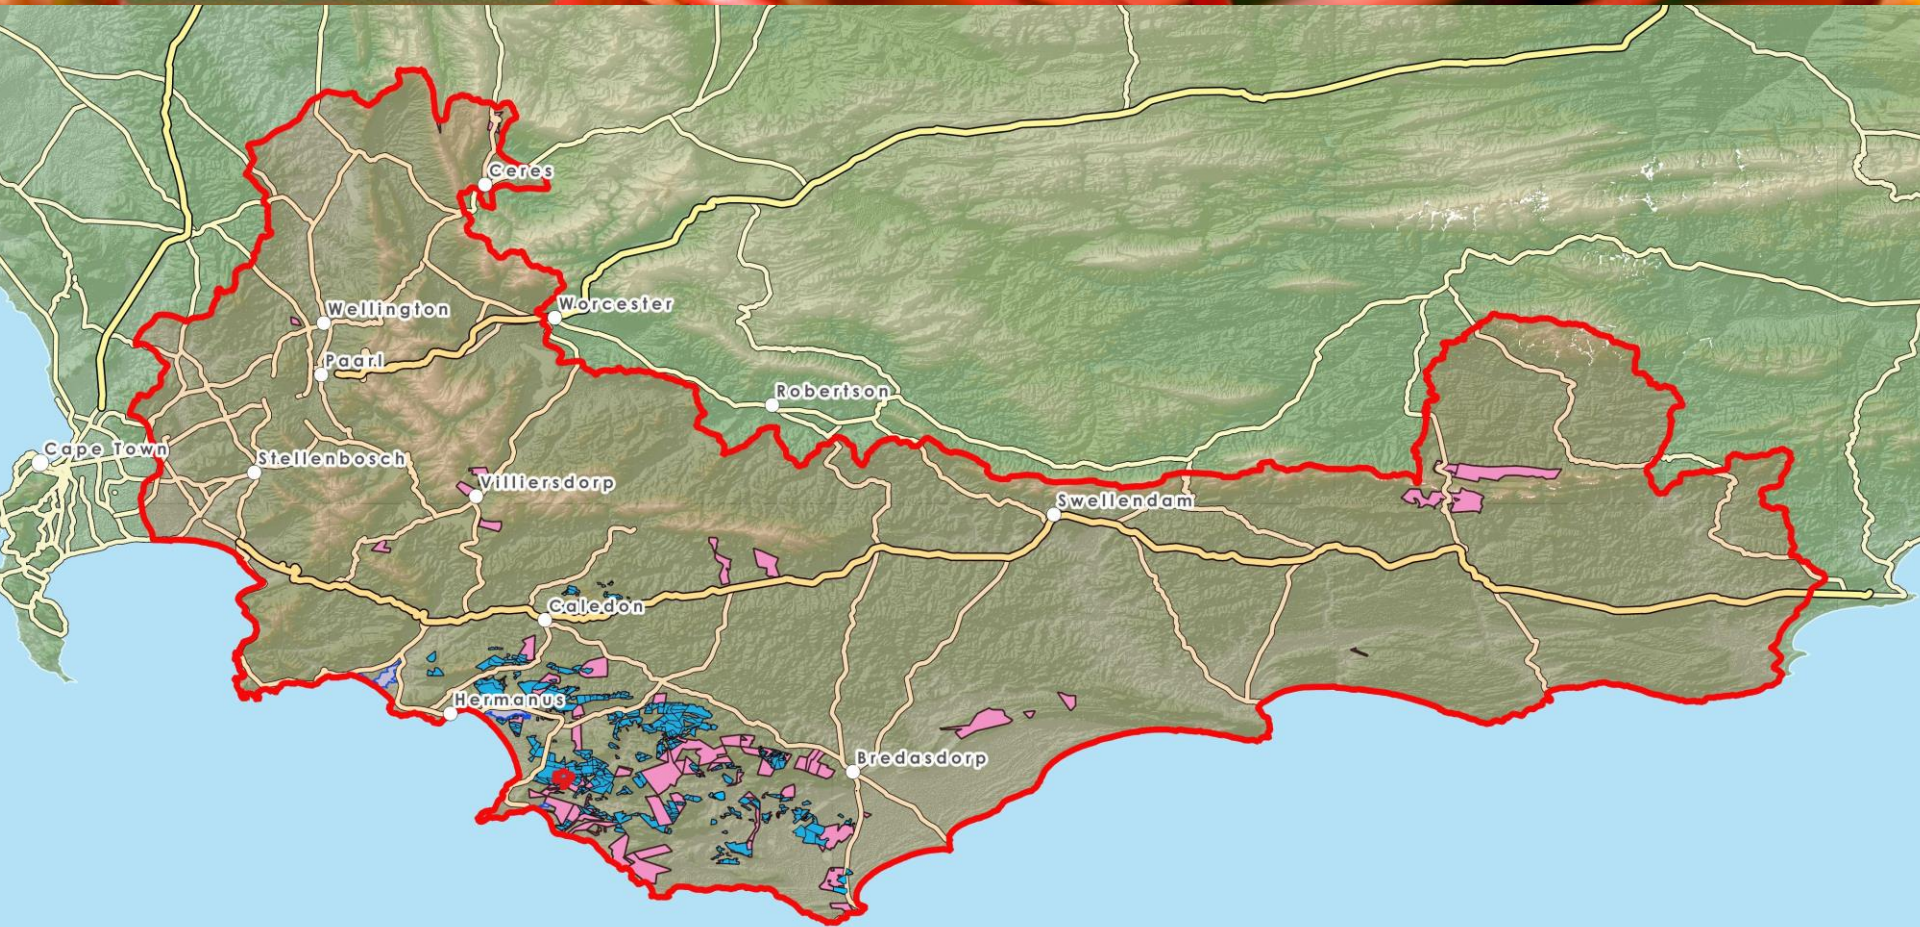 Ceres
Worcester
Wellington
Paarl
Robertson
Cape Town
Stellenbosch
Villiersdorp
Swellendam
Caledon
Hermanus
Bredasdorp